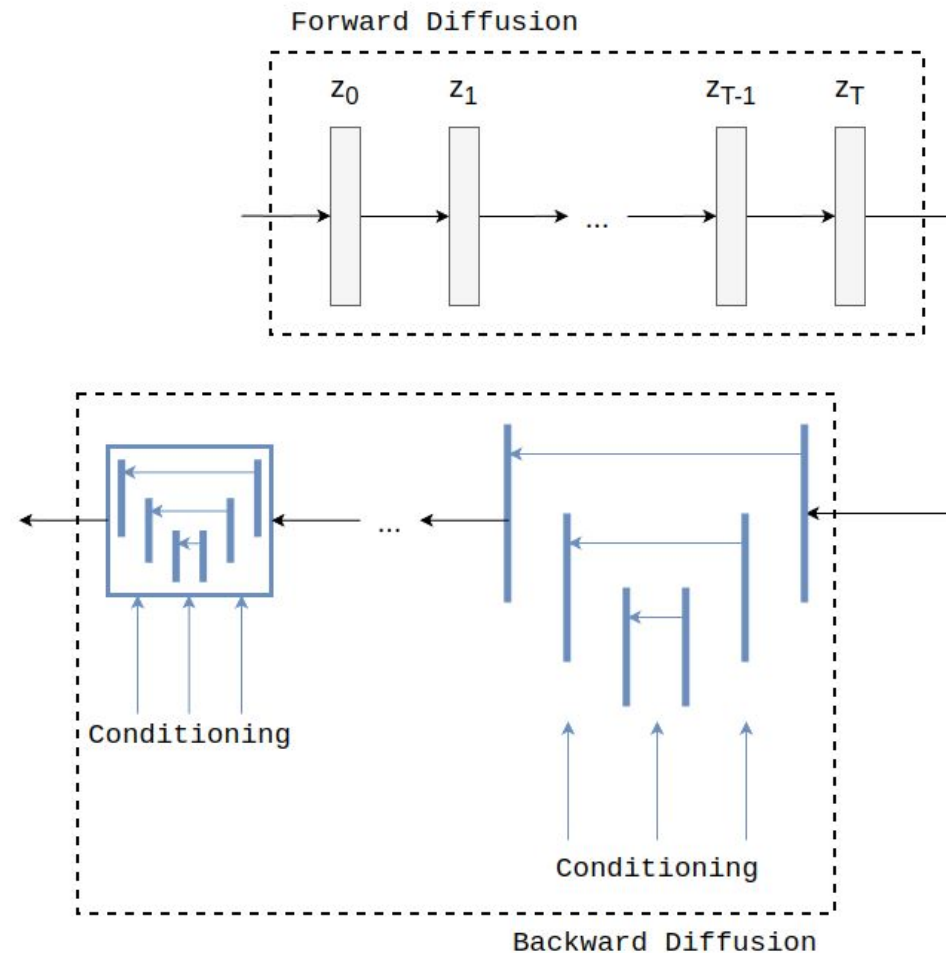 Forward Diffusion
z0 z1 zT-1 zT
...
...
Conditioning
Conditioning
Backward Diffusion